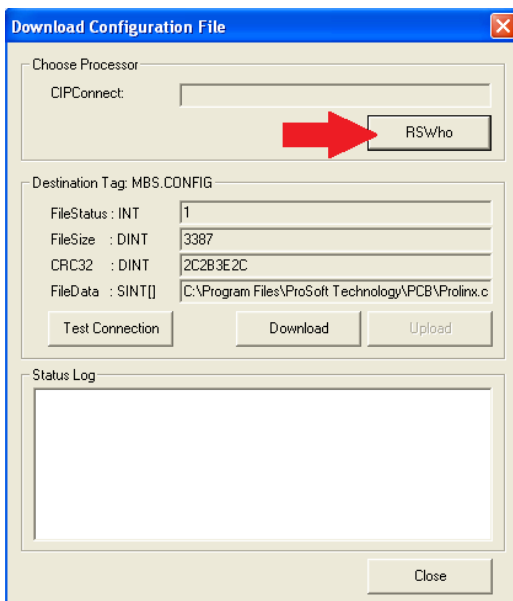 Download Configuration File
Choose Processor
CIPConnect:
RSWho
Destination Tag: MBS.CONFIG
FileStatus : INT 1
FileSize : DINT 3387
CRC32 : DINT 2C2B3E2C
FileData : SINT[] C:\Program Files\ProSoft Technology\PCB\Prolinx.c
Test Connection Download Upload
Status Log
Close